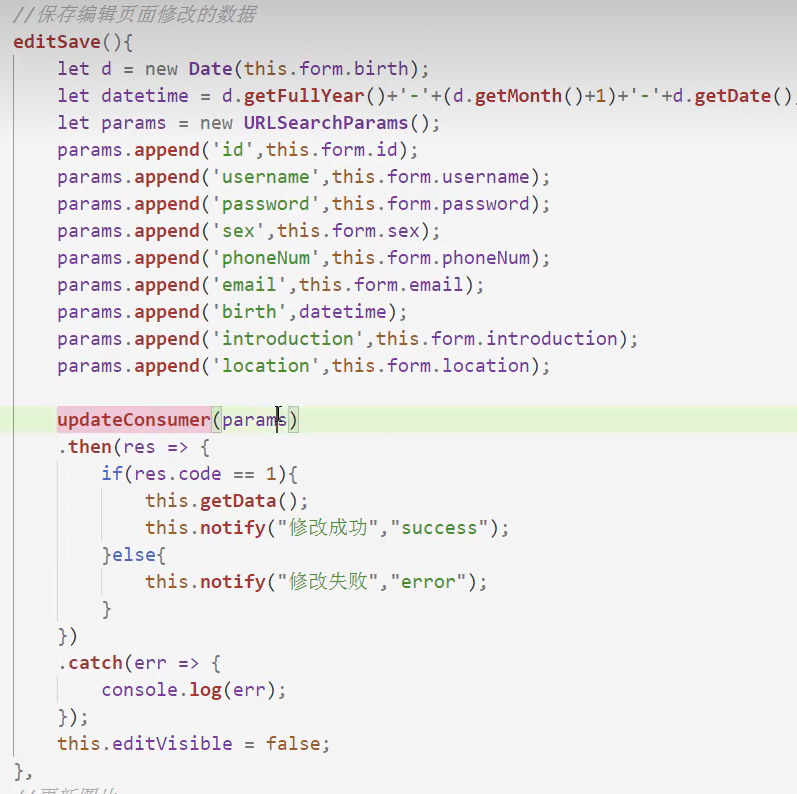 //保存编辑页面修改的数据
editSave(){
let d = new Date(this.form.birth);
let datetime = d.getFullYear()+'-'+(d.getMonth()+1)+'-'+d.getDate()
let params = new URLSearchParams();
params.append('id',this.form.id);
params.append('username',this.form.username);
params.append('password',this.form.password);
params.append('sex',this.form.sex);
params.append('phoneNum',this.form.phoneNum);
params.append('email',this.form.email);
params.append('birth',datetime);
params.append('introduction',this.form.introduction);
params.append('location',this.form.location);
updateConsumer(params)
.then(res => {
if(res.code == 1){
this.getData();
this.notify("修改成功","success");
}else{
this.notify("修改失败","error");
}
})
.catch(err => {
console.log(err);
});
this.editVisible = false;
},